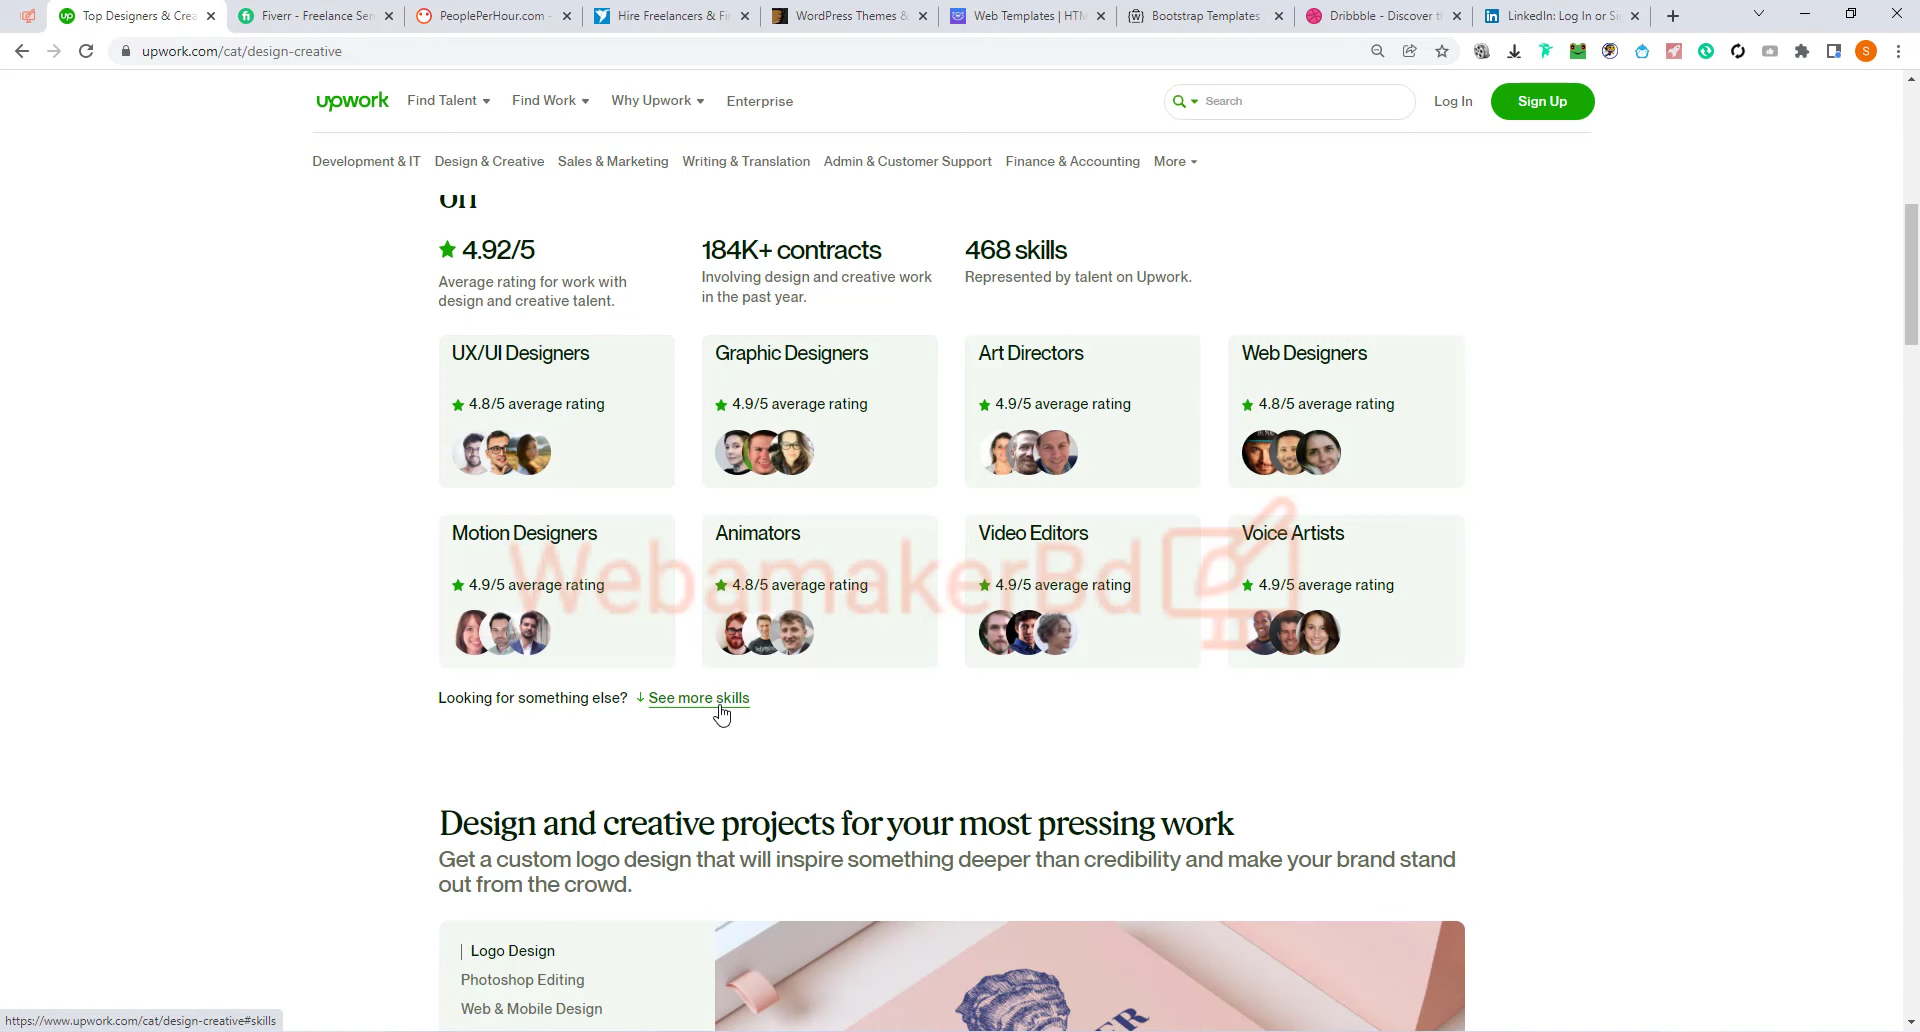 Top Designers & Crea
Fiverr - Freelance Ser
PeoplePerHour.com -
Hire Freelancers & Fi
WordPress Themes &
Web Templates | HTM
Bootstrap Templates
Dribbble - Discover t
LinkedIn: Log In or Si
upwork.com/cat/design-creative
S
upwork
Find Talent
Find Work
Why Upwork
Enterprise
Search
Log In
Sign Up
Development & IT
Design & Creative
Sales & Marketing
Writing & Translation
Admin & Customer Support
Finance & Accounting
More
4.92/5
Average rating for work with
design and creative talent.
184K+ contracts
Involving design and creative work
in the past year.
468 skills
Represented by talent on Upwork.
UX/UI Designers
4.8/5 average rating
Graphic Designers
4.9/5 average rating
Art Directors
4.9/5 average rating
Web Designers
4.8/5 average rating
Motion Designers
4.9/5 average rating
Animators
4.8/5 average rating
Video Editors
4.9/5 average rating
Voice Artists
4.9/5 average rating
WebamakerBd
Looking for something else? ↓ See more skills
Design and creative projects for your most pressing work
Get a custom logo design that will inspire something deeper than credibility and make your brand stand
out from the crowd.
Logo Design
Photoshop Editing
Web & Mobile Design
https://www.upwork.com/cat/design-creative#skills